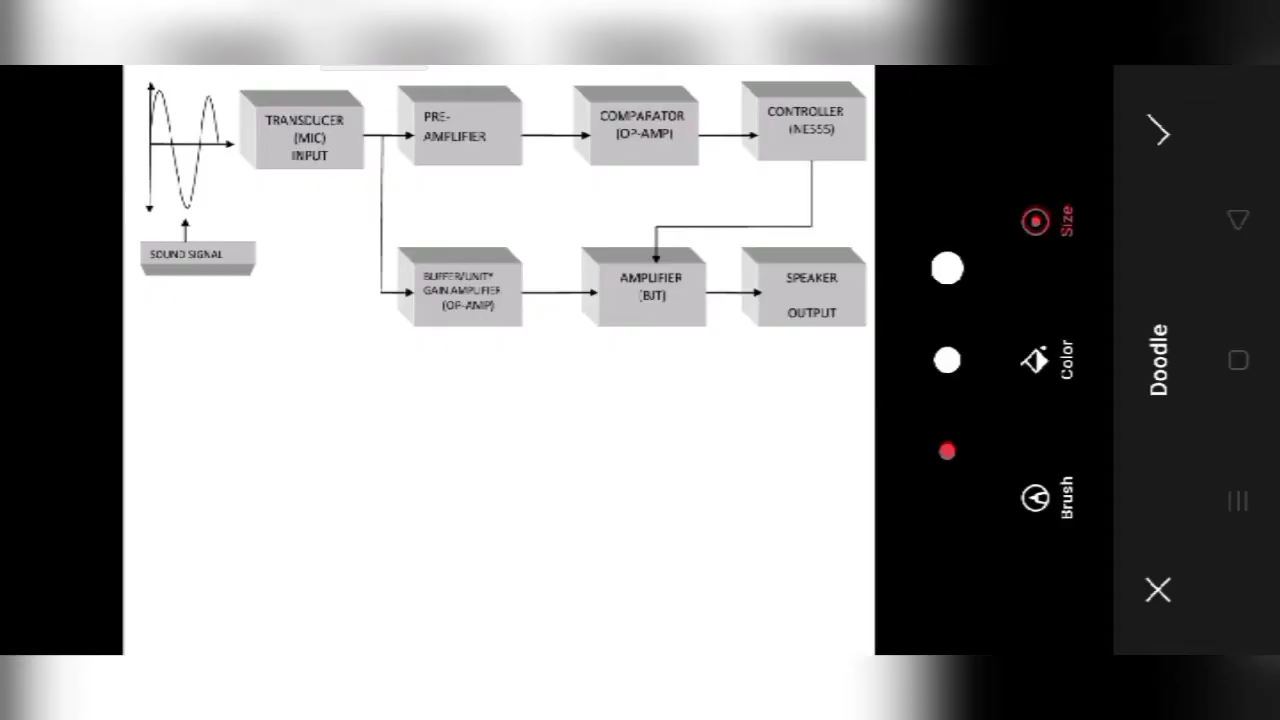 TRANSDUCER
(MIC)
INPUT
PRE-
AMPLIFIER
COMPARATOR
(OP-AMP)
CONTROLLER
(NE555)
SOUND SIGNAL
BUFFER/UNITY
GAIN AMPLIFIER
(OP-AMP)
AMPLIFIER
(BJT)
SPEAKER
OUTPUT
Size
Color
Brush
Doodle